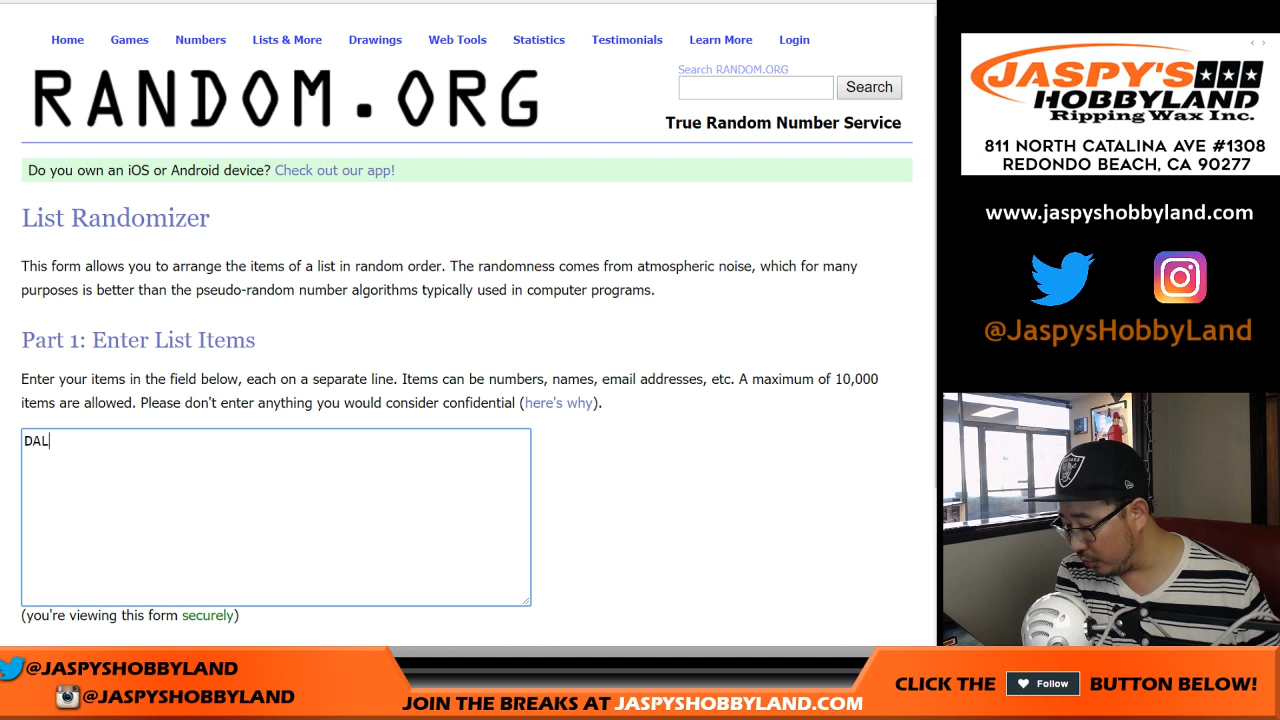 Home Games Numbers Lists & More Drawings Web Tools Statistics Testimonials Learn More Login
RANDOM.ORG
Search RANDOM.ORG
Search
True Random Number Service
Do you own an iOS or Android device? Check out our app!
List Randomizer
This form allows you to arrange the items of a list in random order. The randomness comes from atmospheric noise, which for many
purposes is better than the pseudo-random number algorithms typically used in computer programs.
Part 1: Enter List Items
Enter your items in the field below, each on a separate line. Items can be numbers, names, email addresses, etc. A maximum of 10,000
items are allowed. Please don't enter anything you would consider confidential (here's why).
DAL
(you're viewing this form securely)
JASPY'S
HOBBYLAND
Ripping Wax Inc.
811 NORTH CATALINA AVE #1308
REDONDO BEACH, CA 90277
www.jaspyshobbyland.com
@JaspysHobbyLand
@JASPYSHOBBYLAND
@JASPYSHOBBYLAND
JOIN THE BREAKS AT JASPYSHOBBYLAND.COM
CLICK THE Follow BUTTON BELOW!